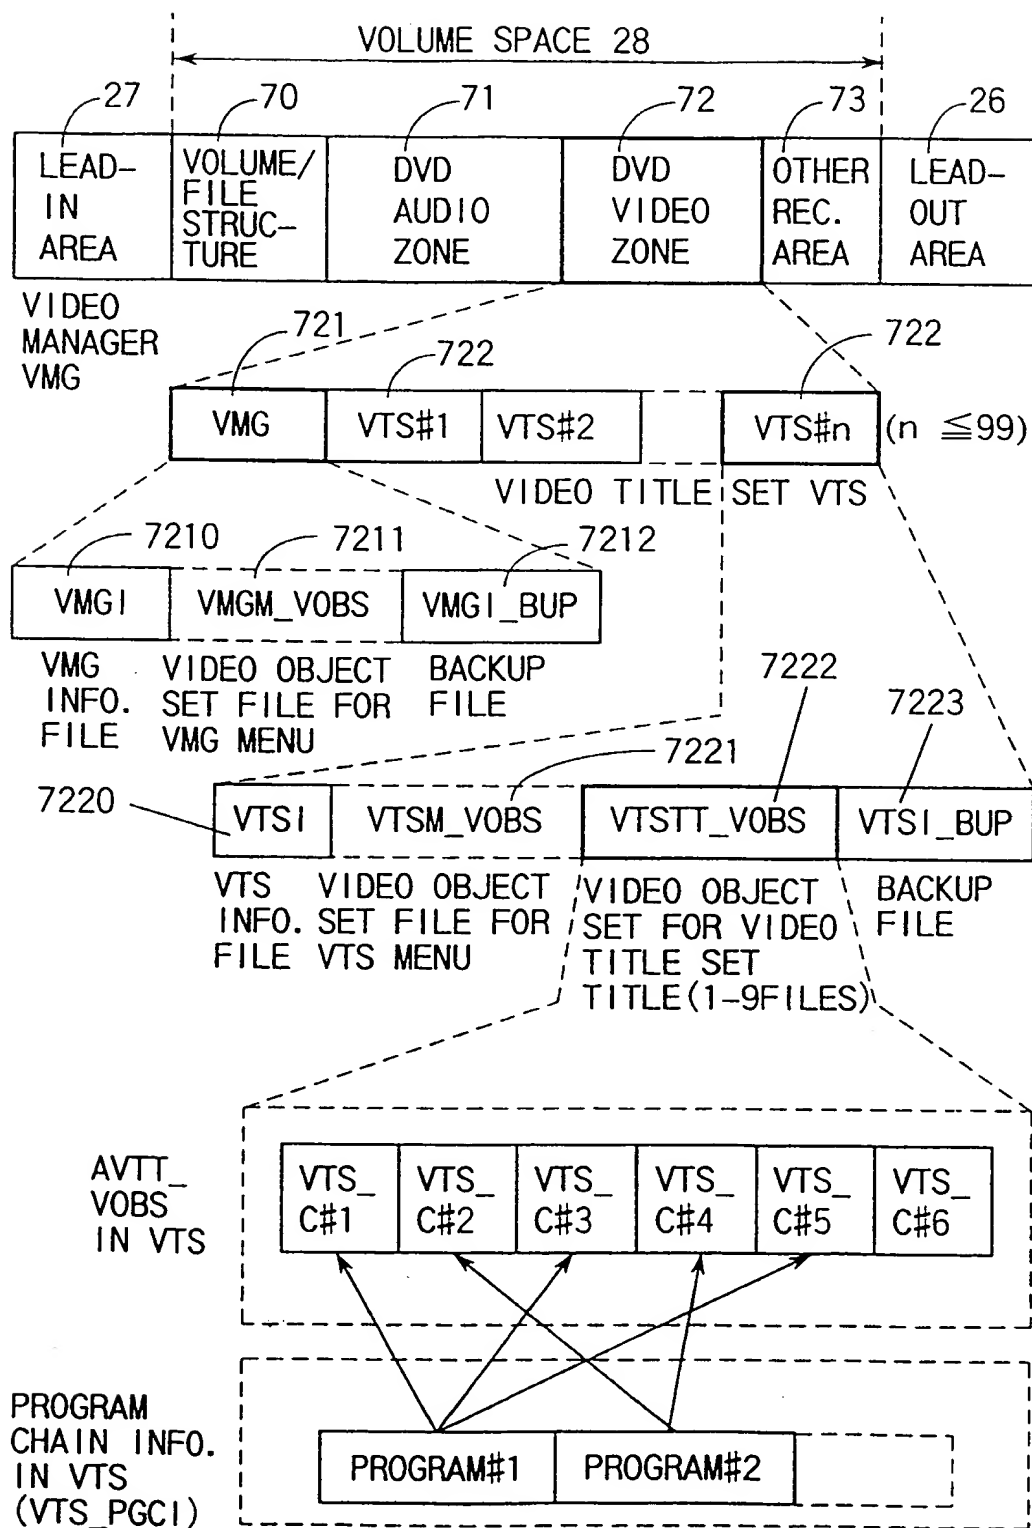 VOLUME SPACE 28
27 70 71 72 73 26
LEAD-
IN
AREA
VOLUME/
FILE
STRUC-
TURE
DVD
AUDIO
ZONE
DVD
VIDEO
ZONE
OTHER
REC.
AREA
LEAD-
OUT
AREA
VIDEO
MANAGER
VMG
721 722 722
VMG VTS#1 VTS#2 VTS#n (n ≦99)
VIDEO TITLE SET VTS
7210 7211 7212
VMGI VMGM_VOBS VMGI_BUP
VMG
INFO.
FILE
VIDEO OBJECT
SET FILE FOR
VMG MENU
BACKUP
FILE
7220 7221 7222 7223
VTSI VTSM_VOBS VTSTT_VOBS VTSI_BUP
VTS
INFO.
FILE
VIDEO OBJECT
SET FILE FOR
VTS MENU
VIDEO OBJECT
SET FOR VIDEO
TITLE SET
TITLE(1-9FILES)
BACKUP
FILE
AVTT_
VOBS
IN VTS
VTS_
C#1
VTS_
C#2
VTS_
C#3
VTS_
C#4
VTS_
C#5
VTS_
C#6
PROGRAM
CHAIN INFO.
IN VTS
(VTS_PGCI)
PROGRAM#1 PROGRAM#2